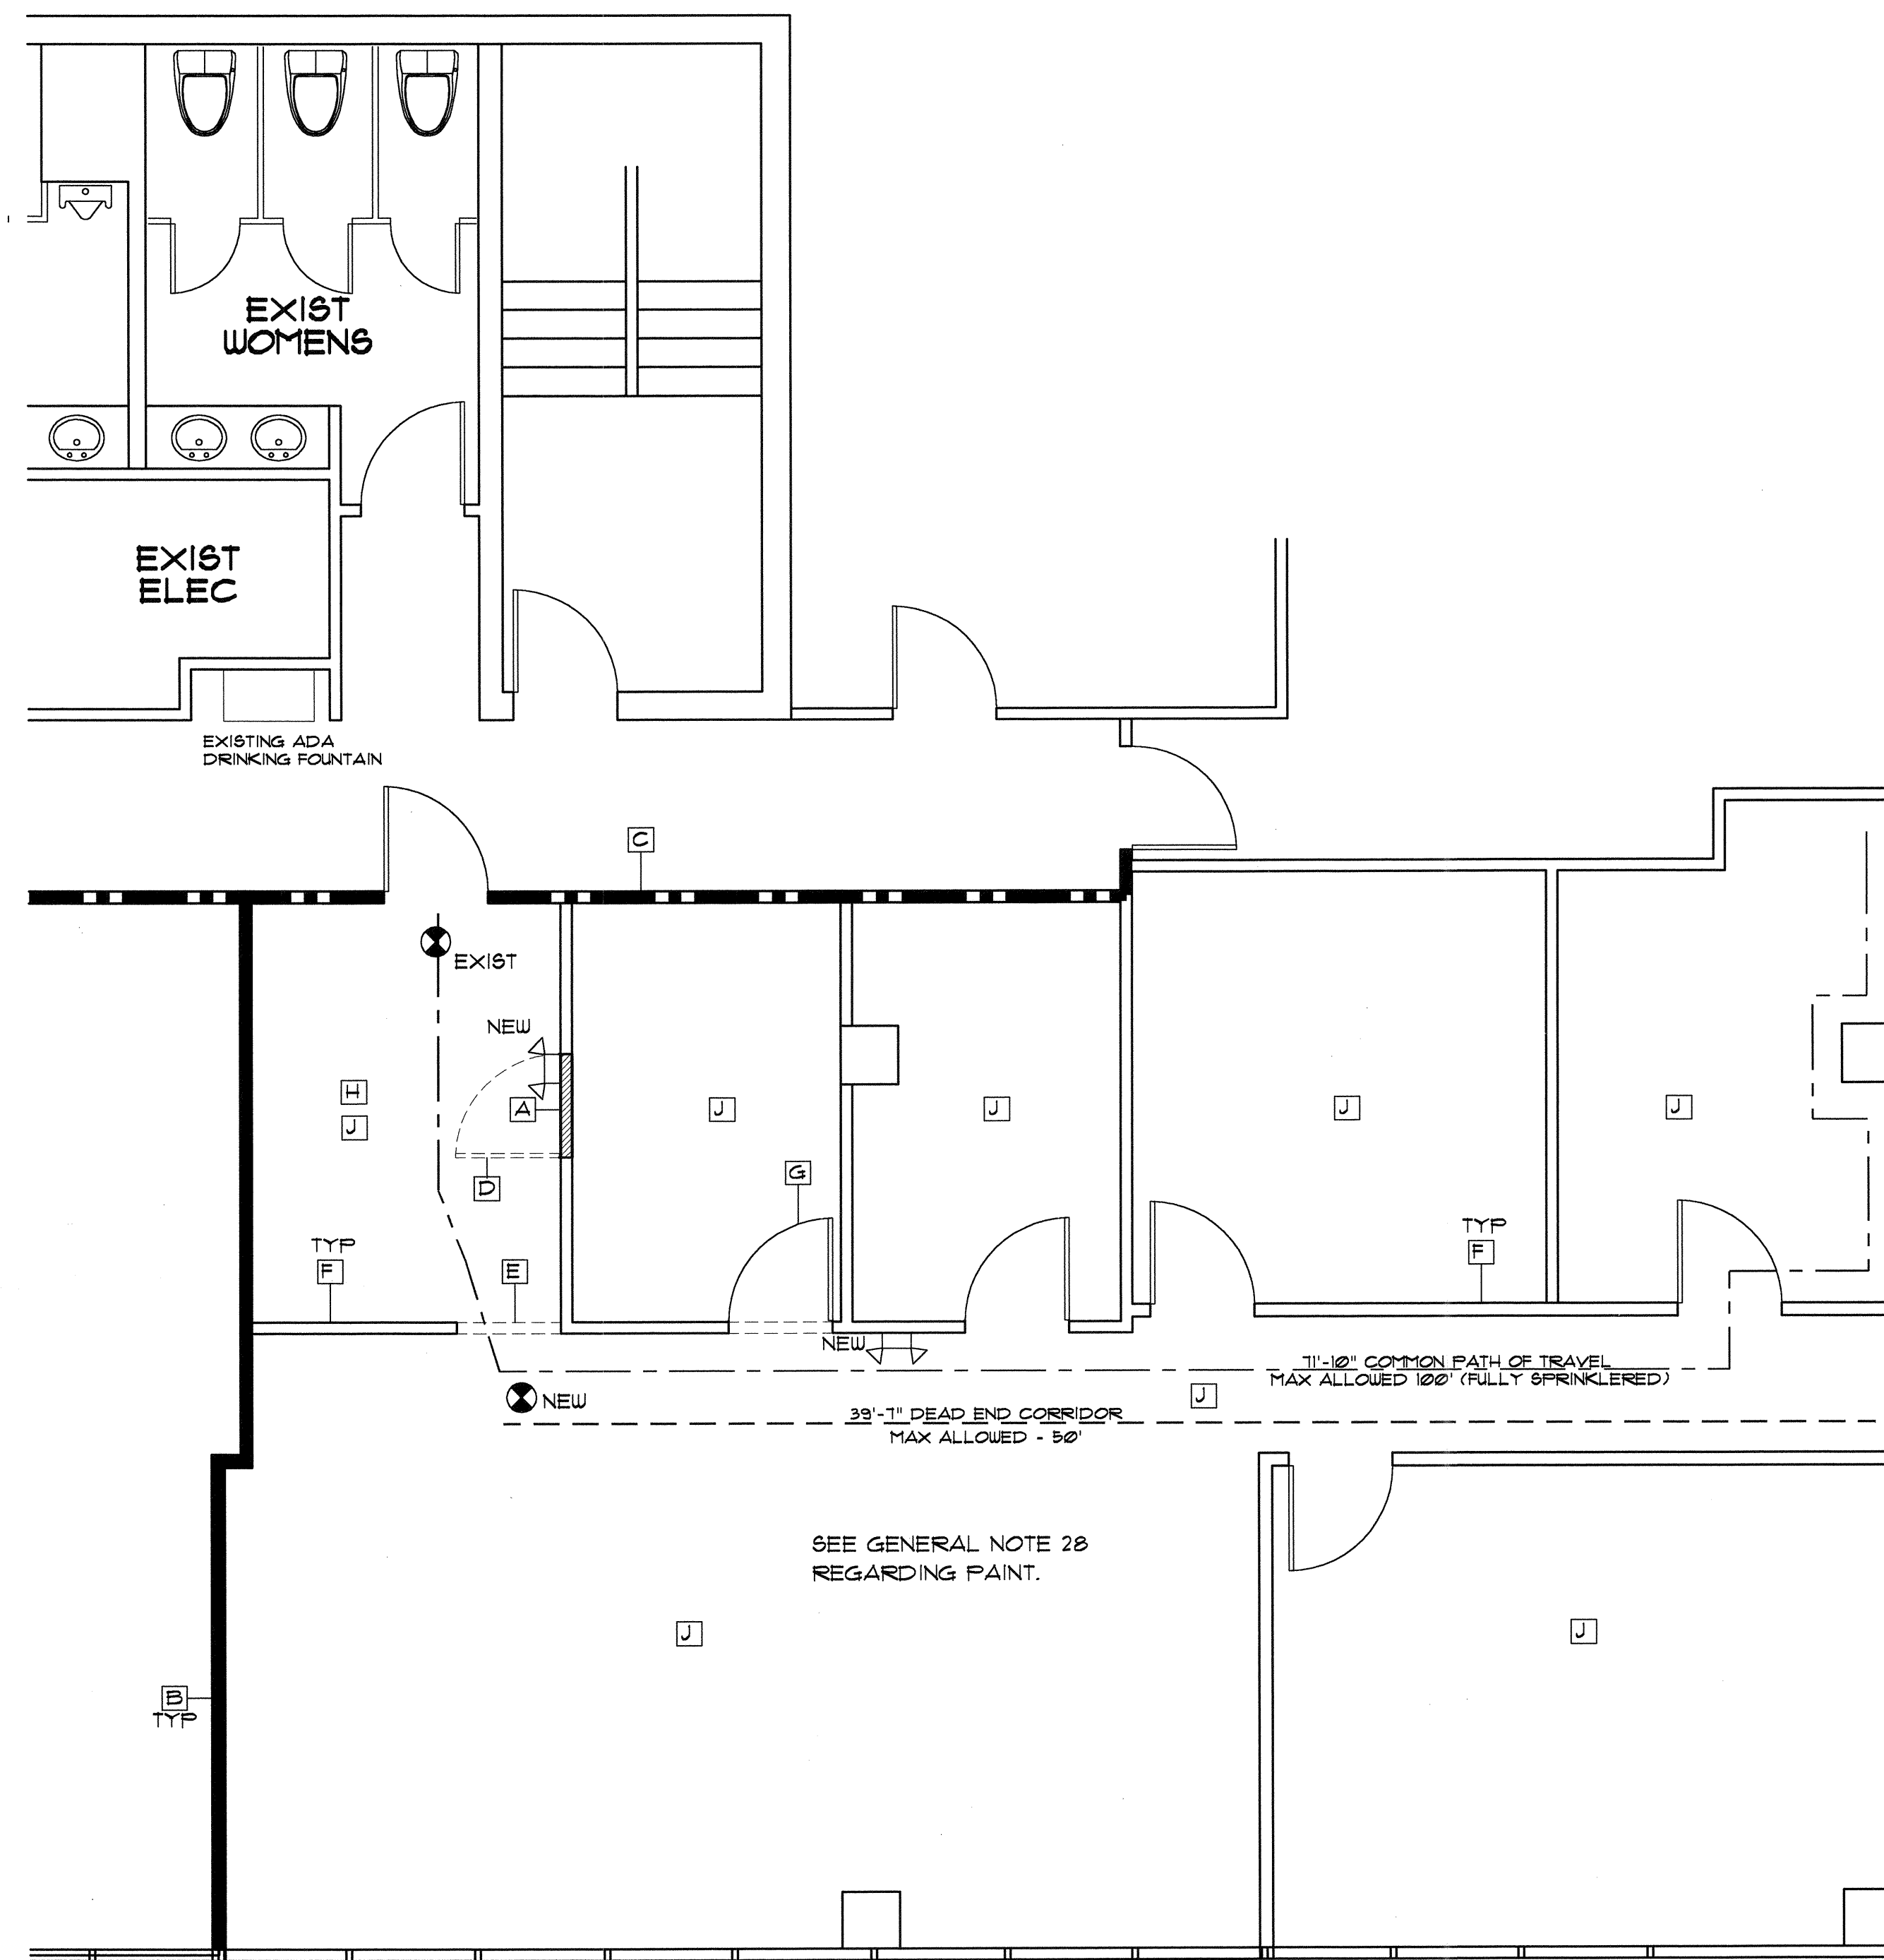 EXIST
WOMENS
EXIST
ELEC
EXISTING ADA
DRINKING FOUNTAIN
C
EXIST
NEW
H
J
A
J
J
J
J
D
G
TYP
F
E
TYP
F
NEW
71'-10" COMMON PATH OF TRAVEL
MAX ALLOWED 100' (FULLY SPRINKLERED)
NEW
J
39'-7" DEAD END CORRIDOR
MAX ALLOWED - 50'
SEE GENERAL NOTE 28
REGARDING PAINT.
J
J
B
TYP